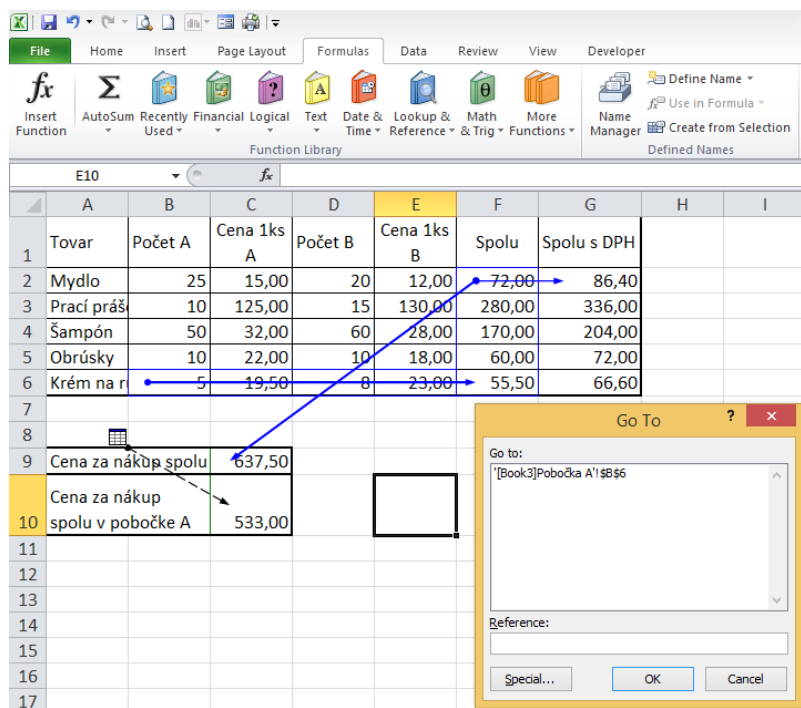 File Home Insert Page Layout Formulas Data Review View Developer
fx Σ ? A θ
Insert Function
AutoSum
Recently Used
Financial
Logical
Text
Date & Time
Lookup & Reference
Math & Trig
More Functions
Name Manager
Define Name
Use in Formula
Create from Selection
Function Library
Defined Names
E10 fx
A B C D E F G H I
1 Tovar Počet A Cena 1ks A Počet B Cena 1ks B Spolu Spolu s DPH
2 Mydlo 25 15,00 20 12,00 72,00 86,40
3 Prací práš 10 125,00 15 130,00 280,00 336,00
4 Šampón 50 32,00 60 28,00 170,00 204,00
5 Obrúsky 10 22,00 10 18,00 60,00 72,00
6 Krém na r 5 19,50 8 23,00 55,50 66,60
7
8
9 Cena za nákup spolu 637,50
10 Cena za nákup spolu v pobočke A 533,00
11
12
13
14
15
16
17
Go To ? ×
Go to:
'[Book3]Pobočka A'!$B$6
Reference:
Special...
OK
Cancel